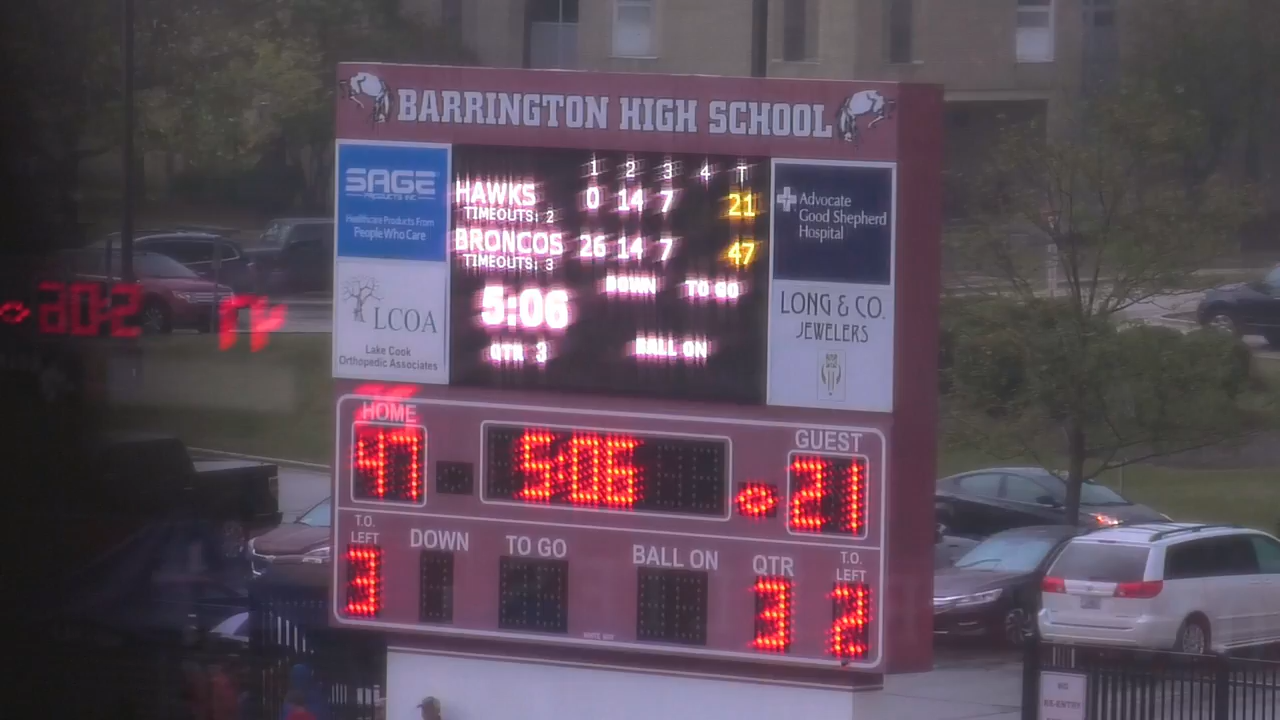 BARRINGTON HIGH SCHOOL
SAGE
PRODUCTS INC
Healthcare Products From
People Who Care
LCOA
Lake Cook
Orthopedic Associates
1 2 3 4 T
HAWKS 0 14 7 21
TIMEOUTS: 2
BRONCOS 26 14 7 47
TIMEOUTS: 3
DOWN TO GO
5:06
QTR 3 BALL ON
Advocate
Good Shepherd
Hospital
LONG & CO.
JEWELERS
HOME GUEST
47 5:06 21
T.O.
LEFT DOWN TO GO BALL ON QTR T.O.
LEFT
3 3 2
NO
RE-ENTRY